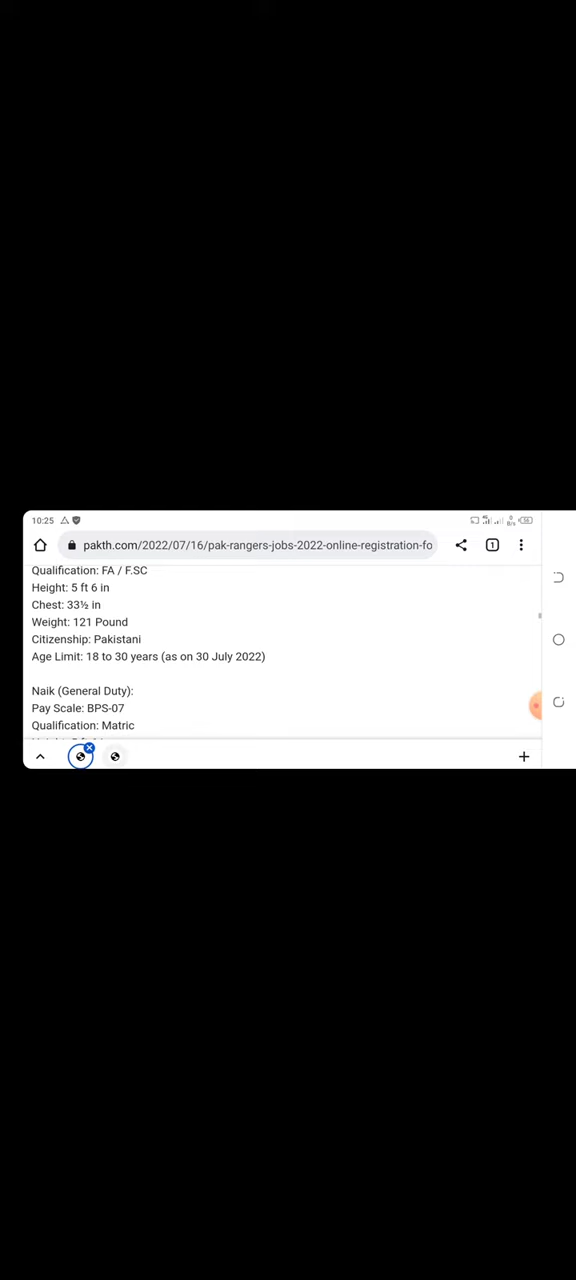 10:25
pakth.com/2022/07/16/pak-rangers-jobs-2022-online-registration-fo
1
Qualification: FA / F.SC
Height: 5 ft 6 in
Chest: 33½ in
Weight: 121 Pound
Citizenship: Pakistani
Age Limit: 18 to 30 years (as on 30 July 2022)
Naik (General Duty):
Pay Scale: BPS-07
Qualification: Matric